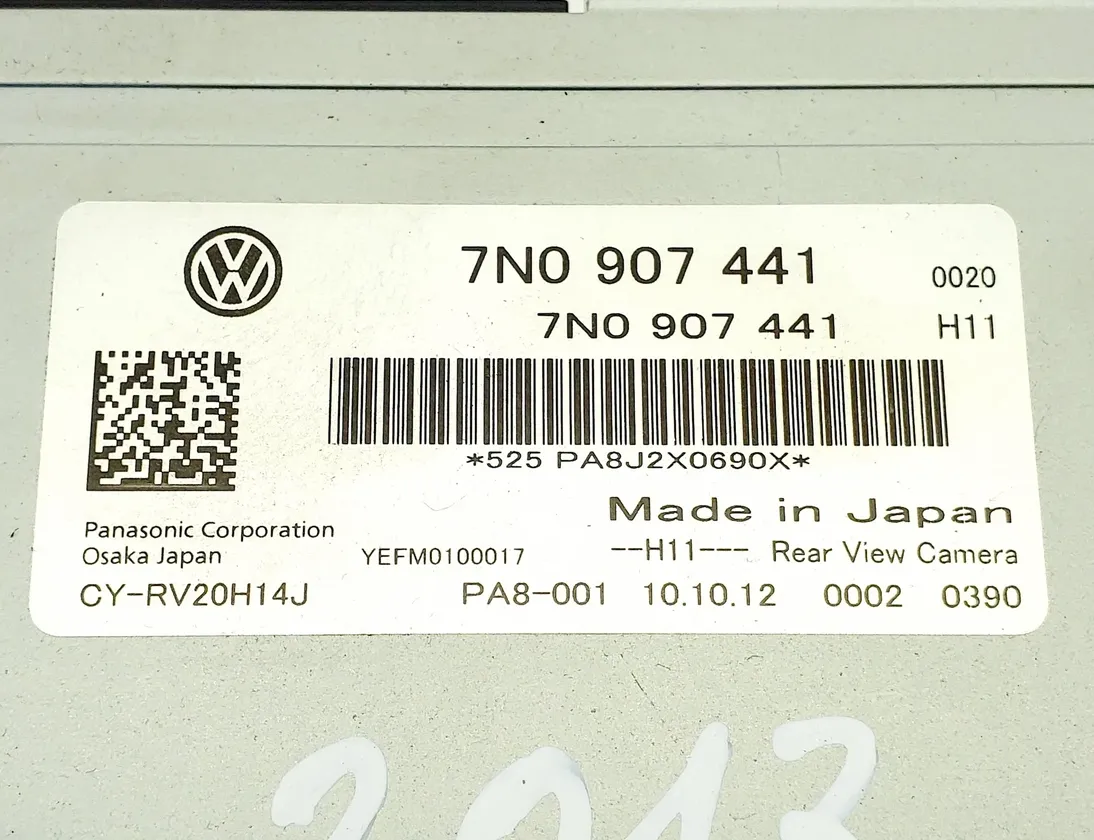 7N0 907 441 0020
7N0 907 441 H11
*525 PA8J2X0690X*
Made in Japan
Panasonic Corporation
Osaka Japan YEFM0100017 --H11--- Rear View Camera
CY-RV20H14J PA8-001 10.10.12 0002 0390
2013